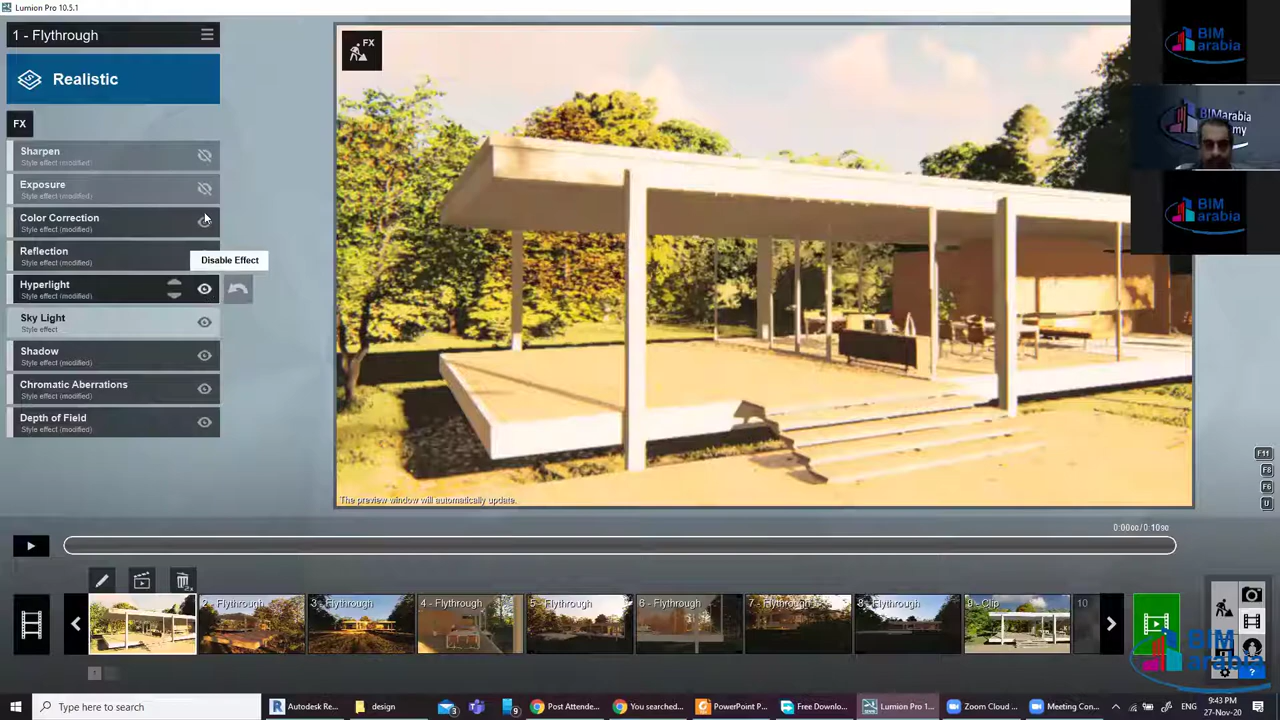 Lumion Pro 10.5.1
1 - Flythrough
Realistic
FX
Sharpen
Style effect (modified)
Exposure
Style effect (modified)
Color Correction
Style effect (modified)
Reflection
Style effect (modified)
Disable Effect
Hyperlight
Style effect (modified)
Sky Light
Style effect
Shadow
Style effect (modified)
Chromatic Aberrations
Style effect (modified)
Depth of Field
Style effect (modified)
FX
The preview window will automatically update.
BIM
arabia
BIMarabia
BIM
arabia
F11
F8
F6
U
2 - Flythrough
3 - Flythrough
4 - Flythrough
5 - Flythrough
6 - Flythrough
7 - Flythrough
8 - Flythrough
9 - Clip
10
BIM
arabia
Type here to search
Autodesk Re...
design
3
9
Post Attende...
You searched...
PowerPoint P...
Free Downlo...
Lumion Pro 1...
Zoom Cloud ...
Meeting Con...
ENG
9:43 PM
27-Nov-20